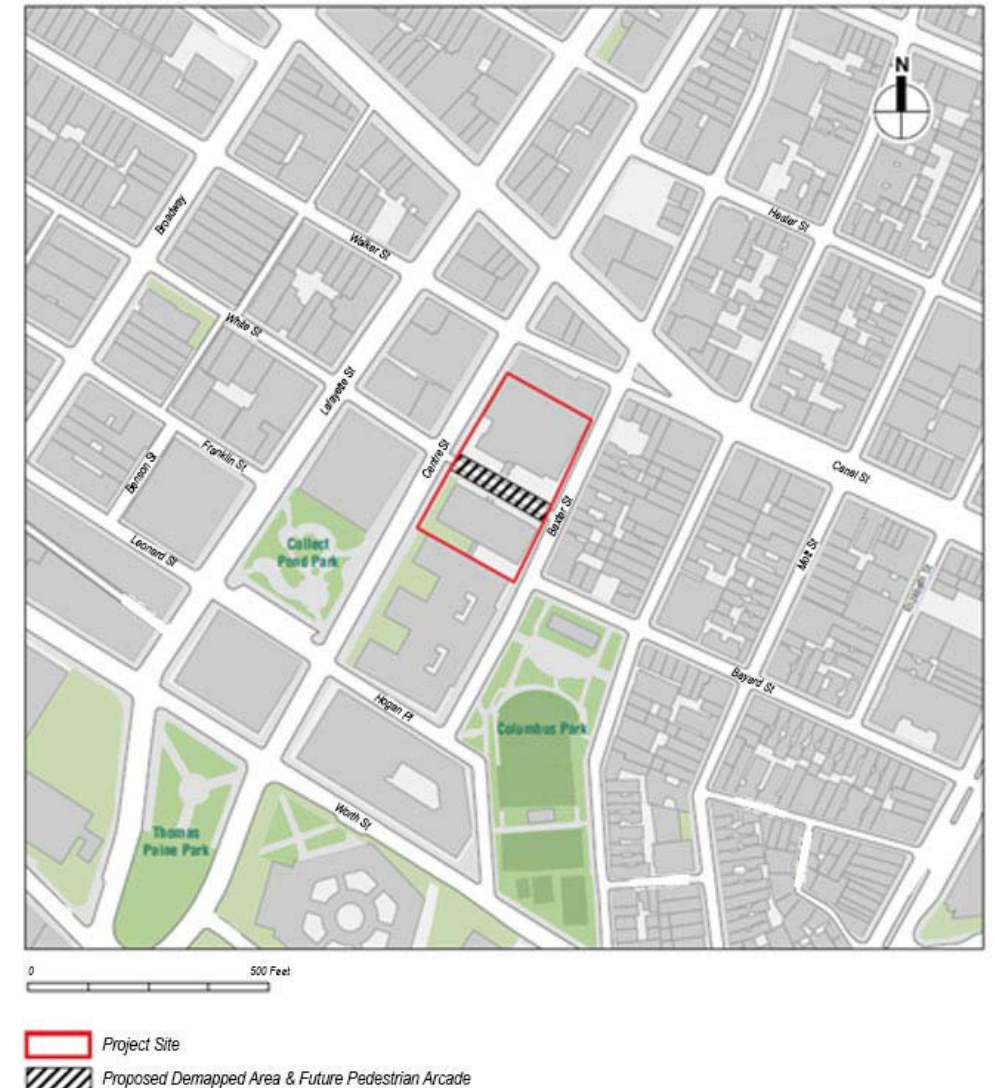 N
Hester St
Broadway
Walker St
White St
Lafayette St
Centre St
Franklin St
Benson St
Canal St
Baxter St
Mott St
Leonard St
Collect
Pond Park
Elizabeth St
Bayard St
Hogan Pl
Columbus Park
Worth St
Thomas
Paine Park
0 500 Feet
Project Site
Proposed Demapped Area & Future Pedestrian Arcade